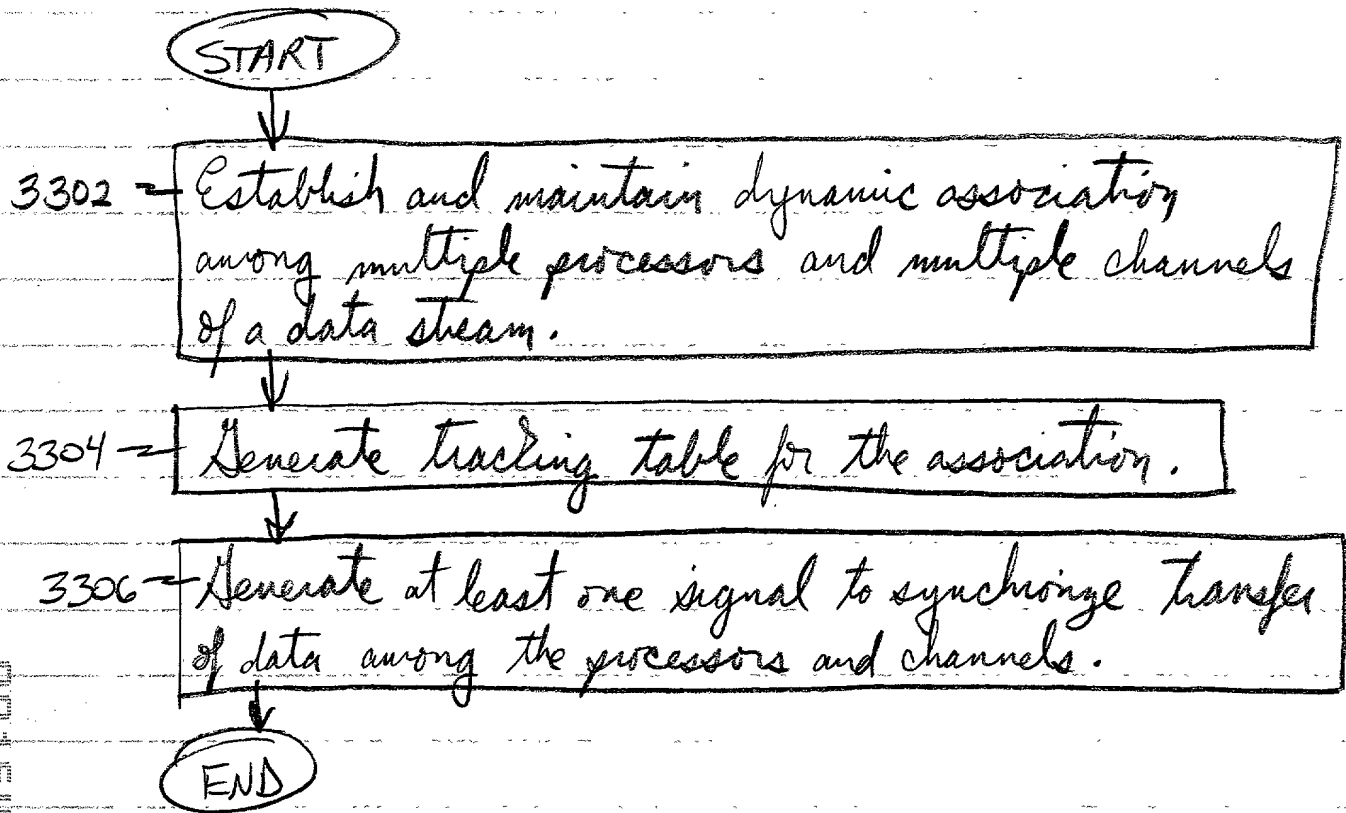 START
3302
Establish and maintain dynamic association
among multiple processors and multiple channels
of a data stream.
3304
Generate tracking table for the association.
3306
Generate at least one signal to synchronze transfer
of data among the processors and channels.
END